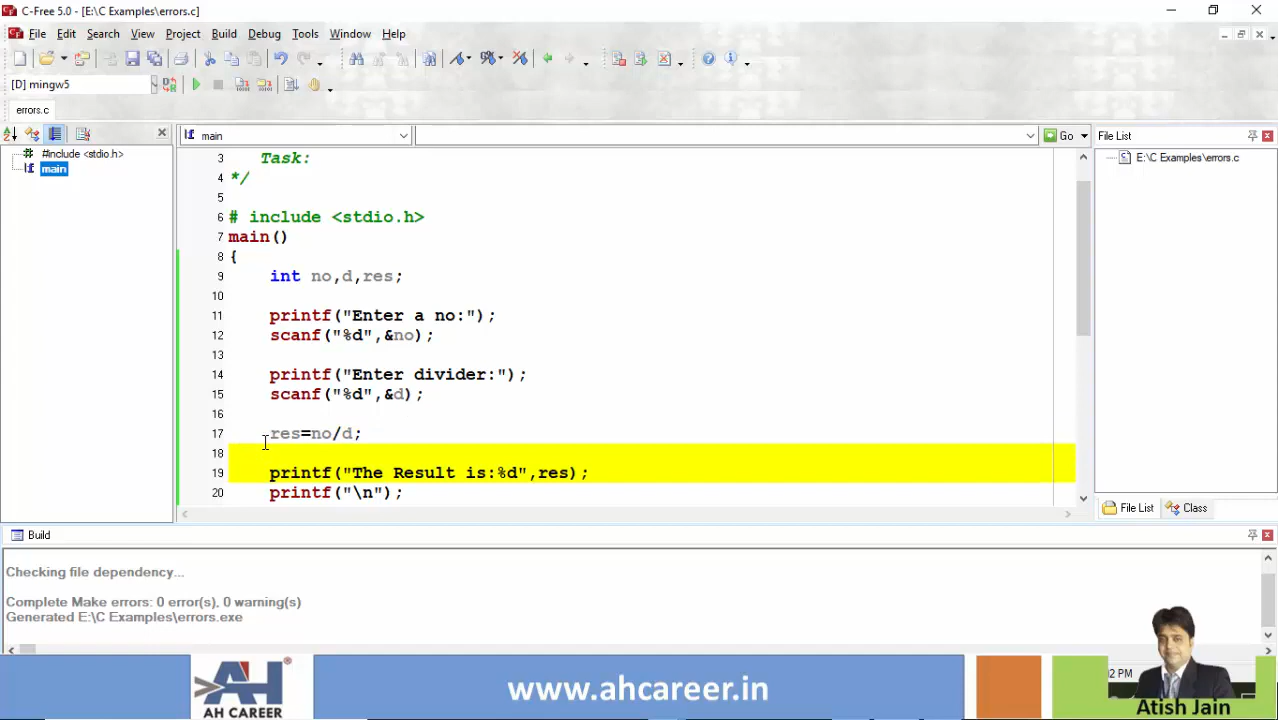 C-Free 5.0 - [E:\C Examples\errors.c]
File Edit Search View Project Build Debug Tools Window Help
[D] mingw5
errors.c
main
Go
File List
#include <stdio.h>
main
E:\C Examples\errors.c
3 Task:
4 */
5
6 # include <stdio.h>
7 main()
8 {
9 int no,d,res;
10
11 printf("Enter a no:");
12 scanf("%d",&no);
13
14 printf("Enter divider:");
15 scanf("%d",&d);
16
17 res=no/d;
18
19 printf("The Result is:%d",res);
20 printf("\n");
File List Class
Build
Checking file dependency...
Complete Make errors: 0 error(s), 0 warning(s)
Generated E:\C Examples\errors.exe
AH CAREER
www.ahcareer.in
2 PM
Atish Jain